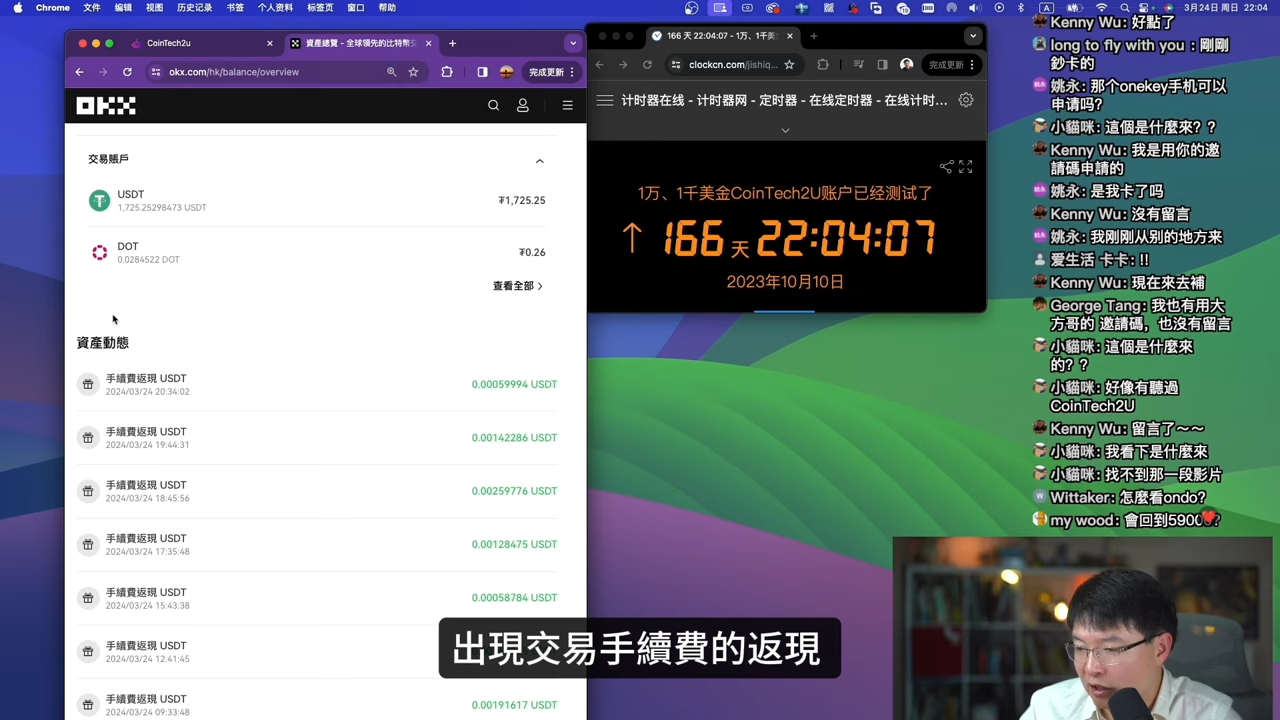 Chrome 文件 编辑 视图 历史记录 书签 个人资料 标签页 窗口 帮助
3月24日 周日 22:04
CoinTech2u
資產總覽 - 全球領先的比特幣交
okx.com/hk/balance/overview
完成更新
OKX
交易賬戶
USDT
1,725.25298473 USDT
₮1,725.25
DOT
0.0284522 DOT
₮0.26
查看全部
資產動態
手續費返現 USDT
2024/03/24 20:34:02
0.00059994 USDT
手續費返現 USDT
2024/03/24 19:44:31
0.00142286 USDT
手續費返現 USDT
2024/03/24 18:45:56
0.00259776 USDT
手續費返現 USDT
2024/03/24 17:35:48
0.00128475 USDT
手續費返現 USDT
2024/03/24 15:43:38
0.00058784 USDT
手續費返現 USDT
2024/03/24 12:41:45
手續費返現 USDT
2024/03/24 09:33:48
0.00191617 USDT
166 天 22:04:07 - 1万、1千美
clockcn.com/jishiq...
完成更新
计时器在线 - 计时器网 - 定时器 - 在线定时器 - 在线计时...
1万、1千美金CoinTech2U账户已经测试了
↑ 166 天 22:04:07
2023年10月10日
Kenny Wu: 好點了
long to fly with you : 剛剛
鈔卡的
姚永: 那个onekey手机可以
申请吗?
小貓咪: 這個是什麼來？？
Kenny Wu: 我是用你的邀
請碼申請的
姚永: 是我卡了吗
Kenny Wu: 沒有留言
姚永: 我刚刚从别的地方来
爱生活 卡卡: !!
Kenny Wu: 現在來去補
George Tang: 我也有用大
方哥的 邀請碼，也沒有留言
小貓咪: 這個是什麼來
的？？
小貓咪: 好像有聽過
CoinTech2U
Kenny Wu: 留言了～～
小貓咪: 我看下是什麼來
小貓咪: 找不到那一段影片
Wittaker: 怎麼看ondo?
my wood: 會回到5900
出現交易手續費的返現